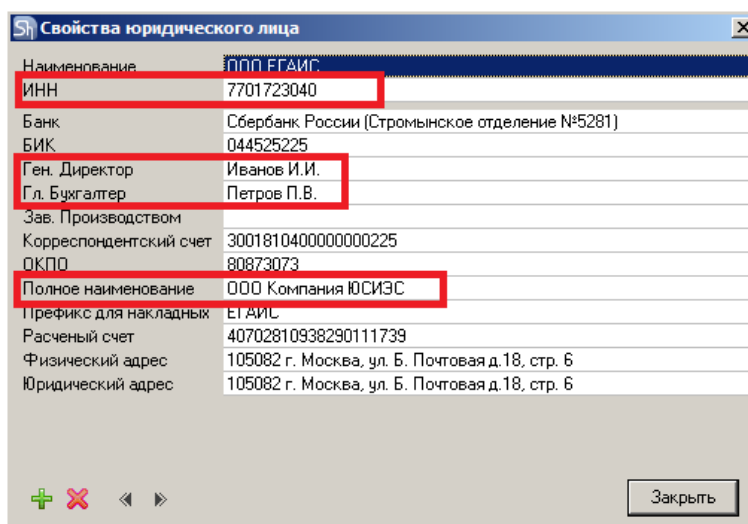 Sh Свойства юридического лица
Наименование ООО ЕГАИС
ИНН 7701723040
Банк Сбербанк России (Стромынское отделение №5281)
БИК 044525225
Ген. Директор Иванов И.И.
Гл. Бухгалтер Петров П.В.
Зав. Производством
Корреспондентский счет 3001810400000000225
ОКПО 80873073
Полное наименование ООО Компания ЮСИЭС
Префикс для накладных ЕГАИС
Расченый счет 40702810938290111739
Физический адрес 105082 г. Москва, ул. Б. Почтовая д.18, стр. 6
Юридический адрес 105082 г. Москва, ул. Б. Почтовая д.18, стр. 6
Закрыть